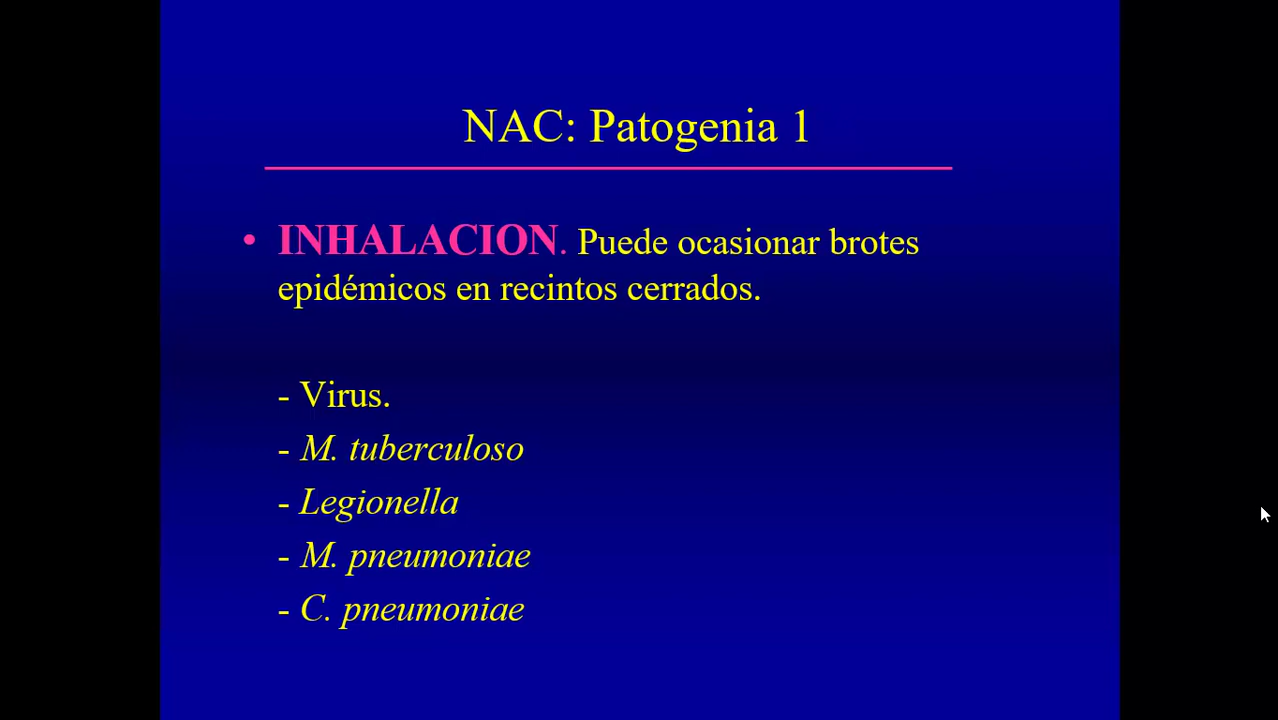 NAC: Patogenia 1
• INHALACION. Puede ocasionar brotes
epidémicos en recintos cerrados.
- Virus.
- M. tuberculoso
- Legionella
- M. pneumoniae
- C. pneumoniae